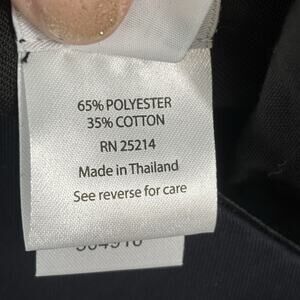 65% POLYESTER
35% COTTON
RN 25214
Made in Thailand
See reverse for care